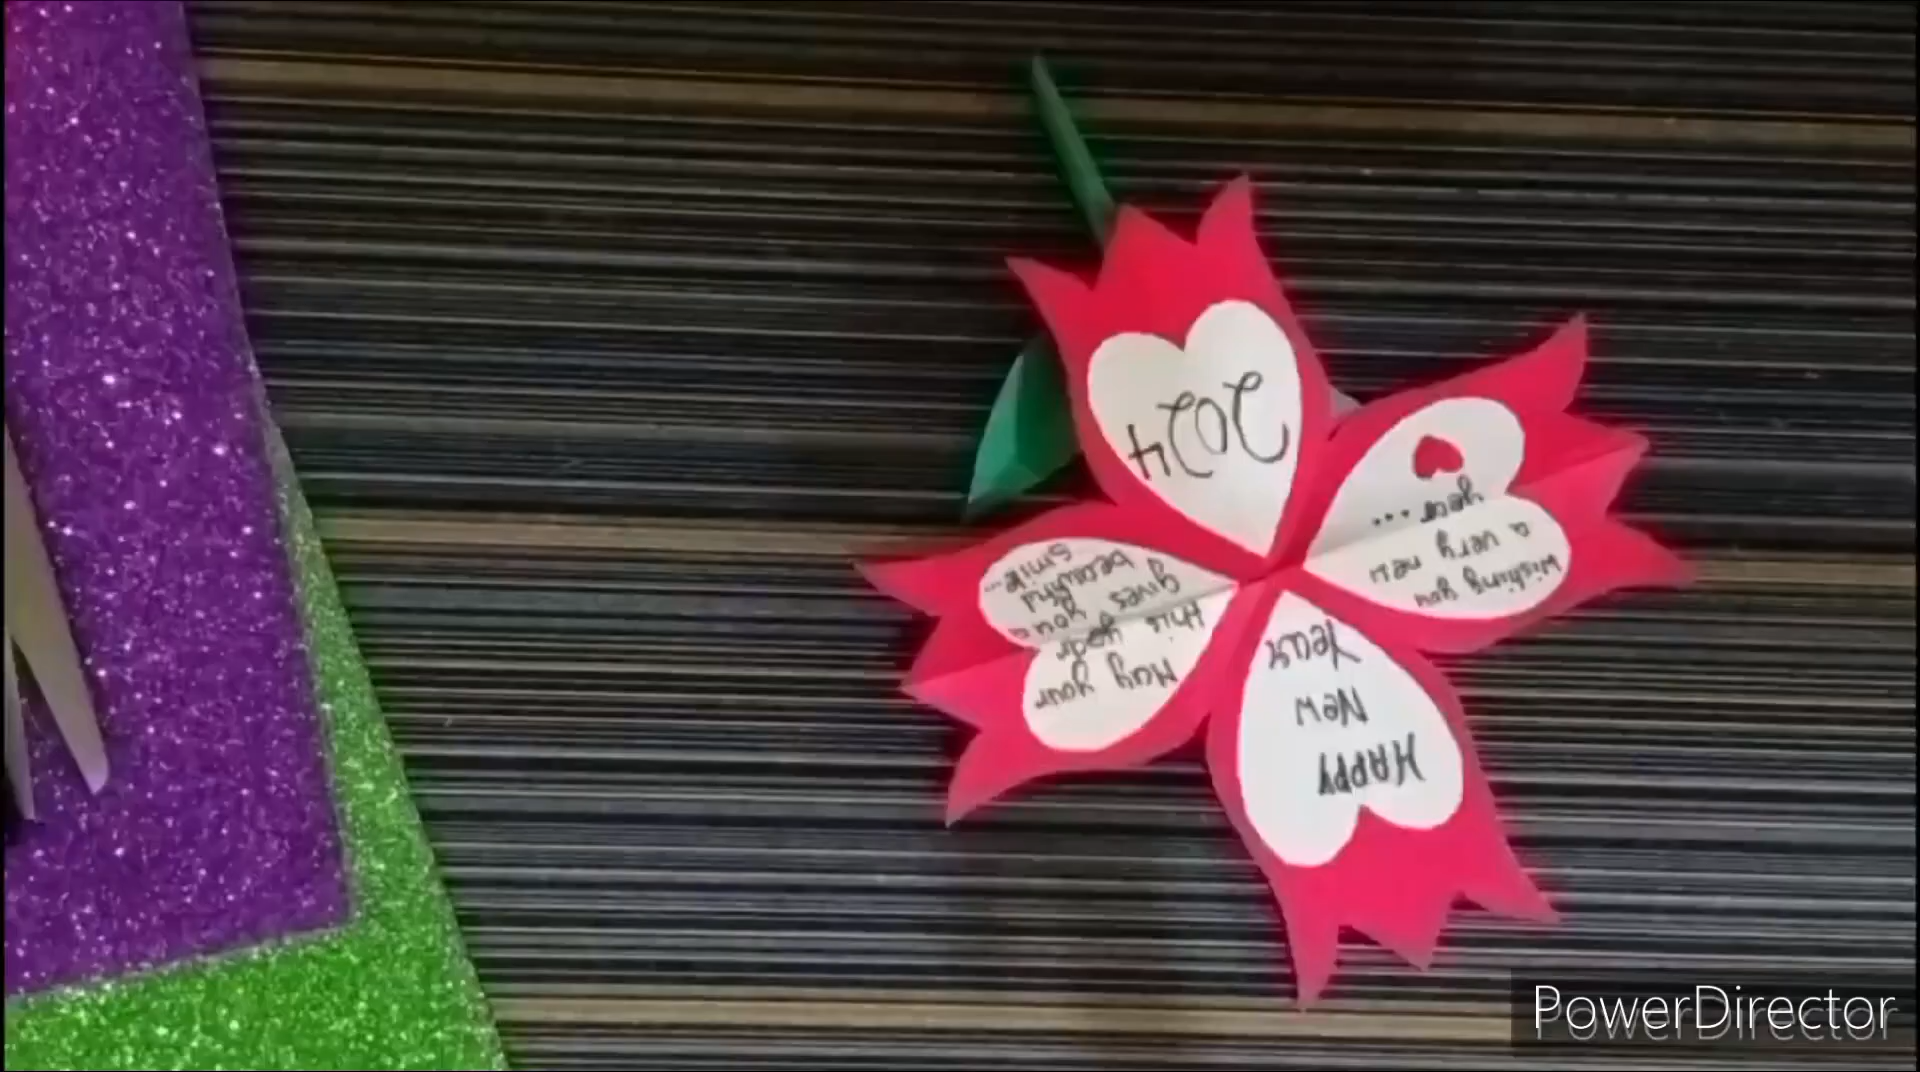 HAPPY
New
Year
Wishing you
a very new
year...
May your
this year
gives you a
beautiful
smile...
2024
PowerDirector